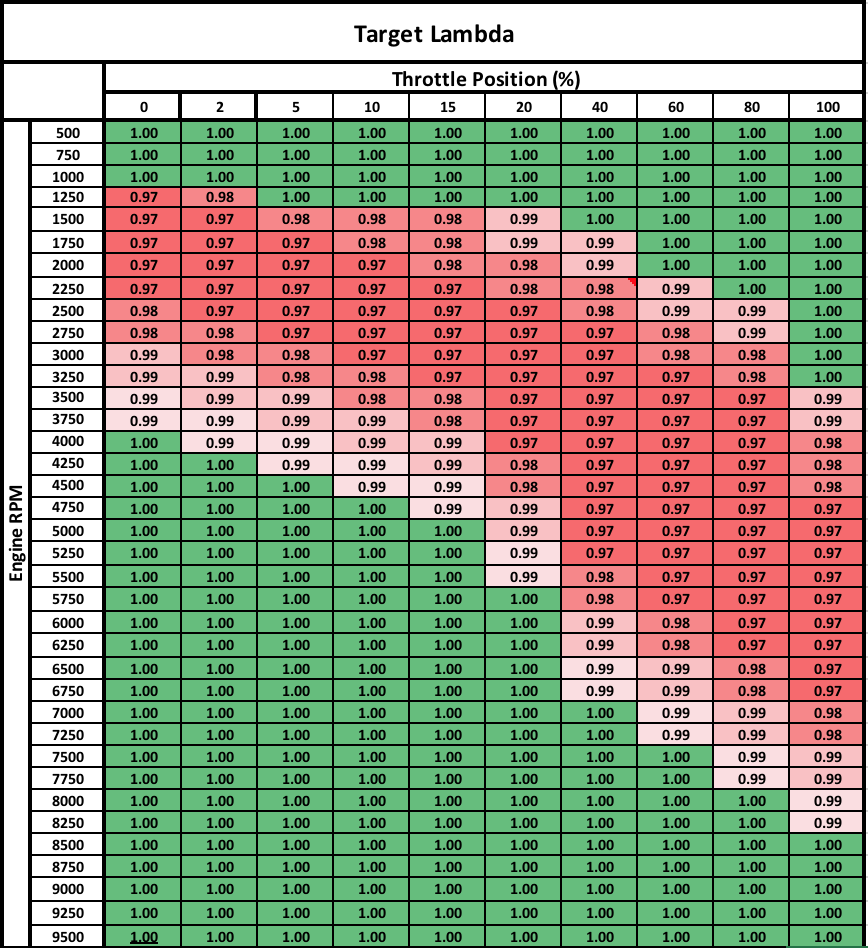 Target Lambda
Throttle Position (%)
0 2 5 10 15 20 40 60 80 100
Engine RPM
500 1.00 1.00 1.00 1.00 1.00 1.00 1.00 1.00 1.00 1.00
750 1.00 1.00 1.00 1.00 1.00 1.00 1.00 1.00 1.00 1.00
1000 1.00 1.00 1.00 1.00 1.00 1.00 1.00 1.00 1.00 1.00
1250 0.97 0.98 1.00 1.00 1.00 1.00 1.00 1.00 1.00 1.00
1500 0.97 0.97 0.98 0.98 0.98 0.99 1.00 1.00 1.00 1.00
1750 0.97 0.97 0.97 0.98 0.98 0.99 0.99 1.00 1.00 1.00
2000 0.97 0.97 0.97 0.97 0.98 0.98 0.99 1.00 1.00 1.00
2250 0.97 0.97 0.97 0.97 0.97 0.98 0.98 0.99 1.00 1.00
2500 0.98 0.97 0.97 0.97 0.97 0.97 0.98 0.99 0.99 1.00
2750 0.98 0.98 0.97 0.97 0.97 0.97 0.97 0.98 0.99 1.00
3000 0.99 0.98 0.98 0.97 0.97 0.97 0.97 0.98 0.98 1.00
3250 0.99 0.99 0.98 0.98 0.97 0.97 0.97 0.97 0.98 1.00
3500 0.99 0.99 0.99 0.98 0.98 0.97 0.97 0.97 0.97 0.99
3750 0.99 0.99 0.99 0.99 0.98 0.97 0.97 0.97 0.97 0.99
4000 1.00 0.99 0.99 0.99 0.99 0.97 0.97 0.97 0.97 0.98
4250 1.00 1.00 0.99 0.99 0.99 0.98 0.97 0.97 0.97 0.98
4500 1.00 1.00 1.00 0.99 0.99 0.98 0.97 0.97 0.97 0.98
4750 1.00 1.00 1.00 1.00 0.99 0.99 0.97 0.97 0.97 0.97
5000 1.00 1.00 1.00 1.00 1.00 0.99 0.97 0.97 0.97 0.97
5250 1.00 1.00 1.00 1.00 1.00 0.99 0.97 0.97 0.97 0.97
5500 1.00 1.00 1.00 1.00 1.00 0.99 0.98 0.97 0.97 0.97
5750 1.00 1.00 1.00 1.00 1.00 1.00 0.98 0.97 0.97 0.97
6000 1.00 1.00 1.00 1.00 1.00 1.00 0.99 0.98 0.97 0.97
6250 1.00 1.00 1.00 1.00 1.00 1.00 0.99 0.98 0.97 0.97
6500 1.00 1.00 1.00 1.00 1.00 1.00 0.99 0.99 0.98 0.97
6750 1.00 1.00 1.00 1.00 1.00 1.00 0.99 0.99 0.98 0.97
7000 1.00 1.00 1.00 1.00 1.00 1.00 1.00 0.99 0.99 0.98
7250 1.00 1.00 1.00 1.00 1.00 1.00 1.00 0.99 0.99 0.98
7500 1.00 1.00 1.00 1.00 1.00 1.00 1.00 1.00 0.99 0.99
7750 1.00 1.00 1.00 1.00 1.00 1.00 1.00 1.00 0.99 0.99
8000 1.00 1.00 1.00 1.00 1.00 1.00 1.00 1.00 1.00 0.99
8250 1.00 1.00 1.00 1.00 1.00 1.00 1.00 1.00 1.00 0.99
8500 1.00 1.00 1.00 1.00 1.00 1.00 1.00 1.00 1.00 1.00
8750 1.00 1.00 1.00 1.00 1.00 1.00 1.00 1.00 1.00 1.00
9000 1.00 1.00 1.00 1.00 1.00 1.00 1.00 1.00 1.00 1.00
9250 1.00 1.00 1.00 1.00 1.00 1.00 1.00 1.00 1.00 1.00
9500 1.00 1.00 1.00 1.00 1.00 1.00 1.00 1.00 1.00 1.00